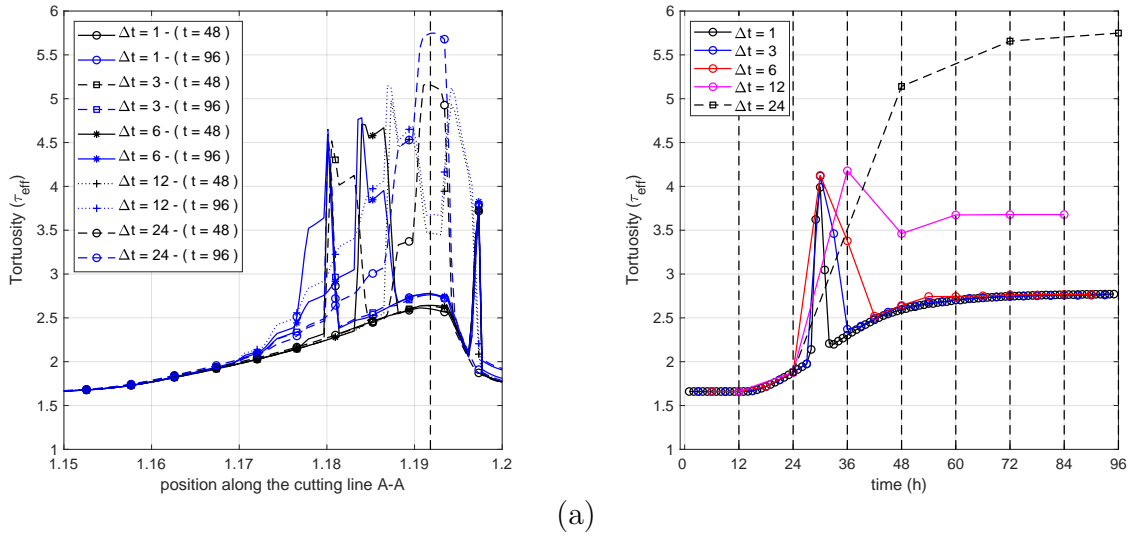 6
5.5
5
4.5
4
3.5
3
2.5
2
1.5
1
Tortuosity (τeff)
Δt = 1 - ( t = 48 )
Δt = 1 - ( t = 96 )
Δt = 3 - ( t = 48 )
Δt = 3 - ( t = 96 )
Δt = 6 - ( t = 48 )
Δt = 6 - ( t = 96 )
Δt = 12 - ( t = 48 )
Δt = 12 - ( t = 96 )
Δt = 24 - ( t = 48 )
Δt = 24 - ( t = 96 )
1.15 1.16 1.17 1.18 1.19 1.2
position along the cutting line A-A
6
5.5
5
4.5
4
3.5
3
2.5
2
1.5
1
Tortuosity (τeff)
Δt = 1
Δt = 3
Δt = 6
Δt = 12
Δt = 24
0 12 24 36 48 60 72 84 96
time (h)
(a)